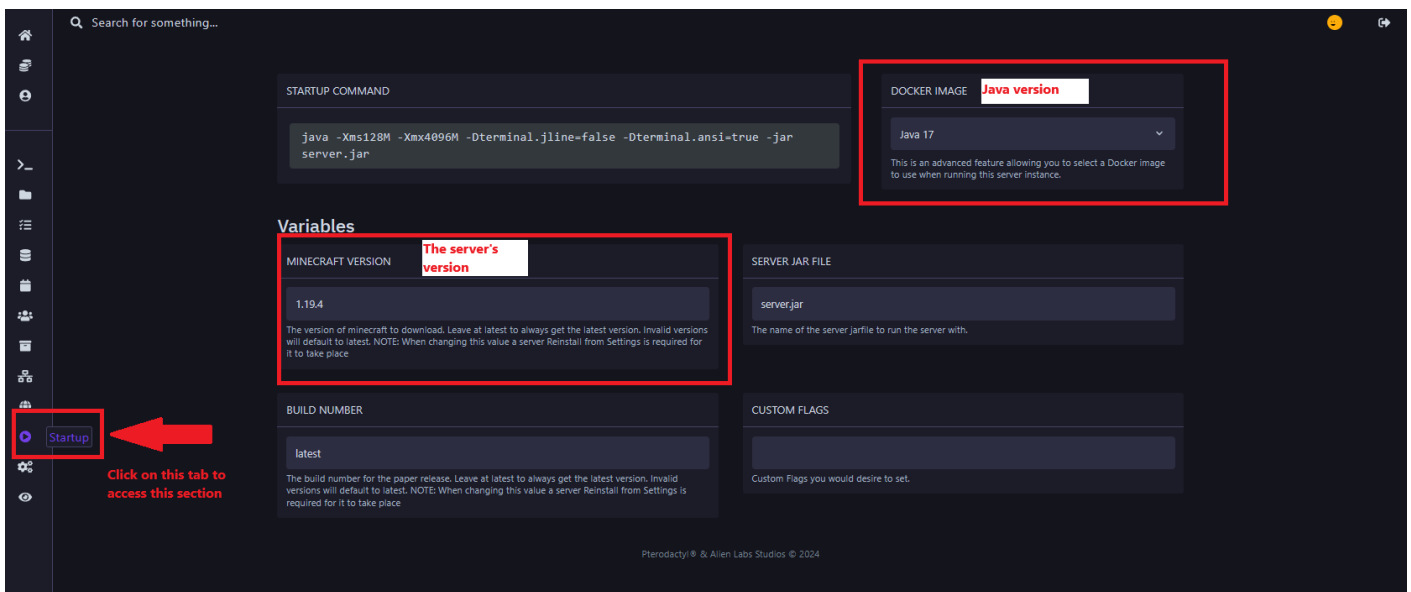 Search for something...
STARTUP COMMAND
java -Xms128M -Xmx4096M -Dterminal.jline=false -Dterminal.ansi=true -jar
server.jar
DOCKER IMAGE
Java version
Java 17
This is an advanced feature allowing you to select a Docker image
to use when running this server instance.
Variables
MINECRAFT VERSION
The server's
version
1.19.4
The version of minecraft to download. Leave at latest to always get the latest version. Invalid versions
will default to latest. NOTE: When changing this value a server Reinstall from Settings is required for
it to take place
SERVER JAR FILE
server.jar
The name of the server jarfile to run the server with.
BUILD NUMBER
latest
The build number for the paper release. Leave at latest to always get the latest version. Invalid
versions will default to latest. NOTE: When changing this value a server Reinstall from Settings is
required for it to take place
CUSTOM FLAGS
Custom Flags you would desire to set.
Startup
Click on this tab to
access this section
Pterodactyl® & Alien Labs Studios © 2024